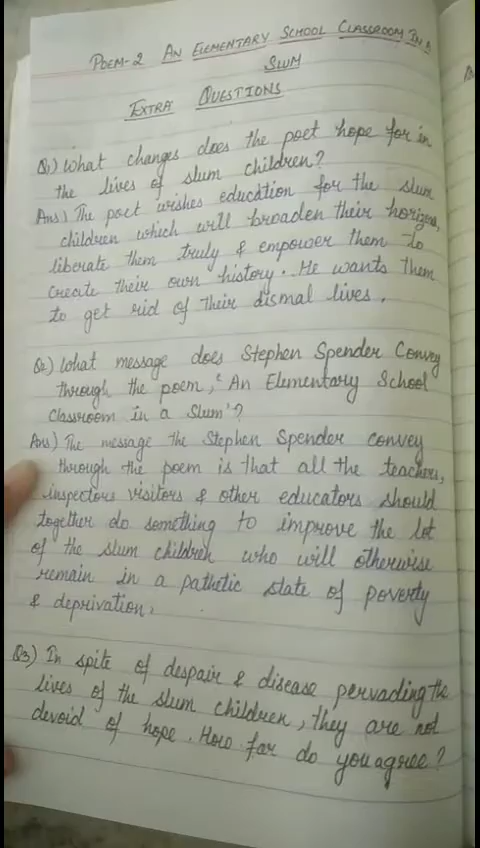 POEM-2 AN ELEMENTARY SCHOOL CLASSROOM IN A
SLUM
EXTRA QUESTIONS
Q1) What changes does the poet hope for in
the lives of slum children?
Ans) The poet wishes education for the slum
children which will broaden their horizons,
liberate them truly & empower them to
create their own history. He wants them
to get rid of their dismal lives.
Q2) What message does Stephen Spender Convey
through the poem, 'An Elementary School
Classroom in a Slum'?
Ans) The message the Stephen Spender convey
through the poem is that all the teachers,
inspectors visitors & other educators should
together do something to improve the lot
of the slum children who will otherwise
remain in a pathetic state of poverty
& deprivation.
Q3) In spite of despair & disease pervading the
lives of the slum children, they are not
devoid of hope. How far do you agree?